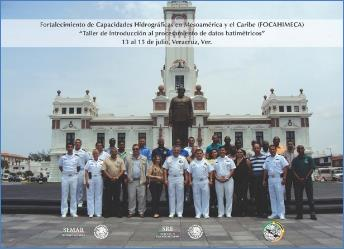 Fortalecimiento de Capacidades Hidrográficas en Mesoamérica y el Caribe (FOCAHIMECA)
"Taller de Introducción al procesamiento de datos batimétricos"
13 al 15 de julio, Veracruz, Ver.
SEMAR SRE